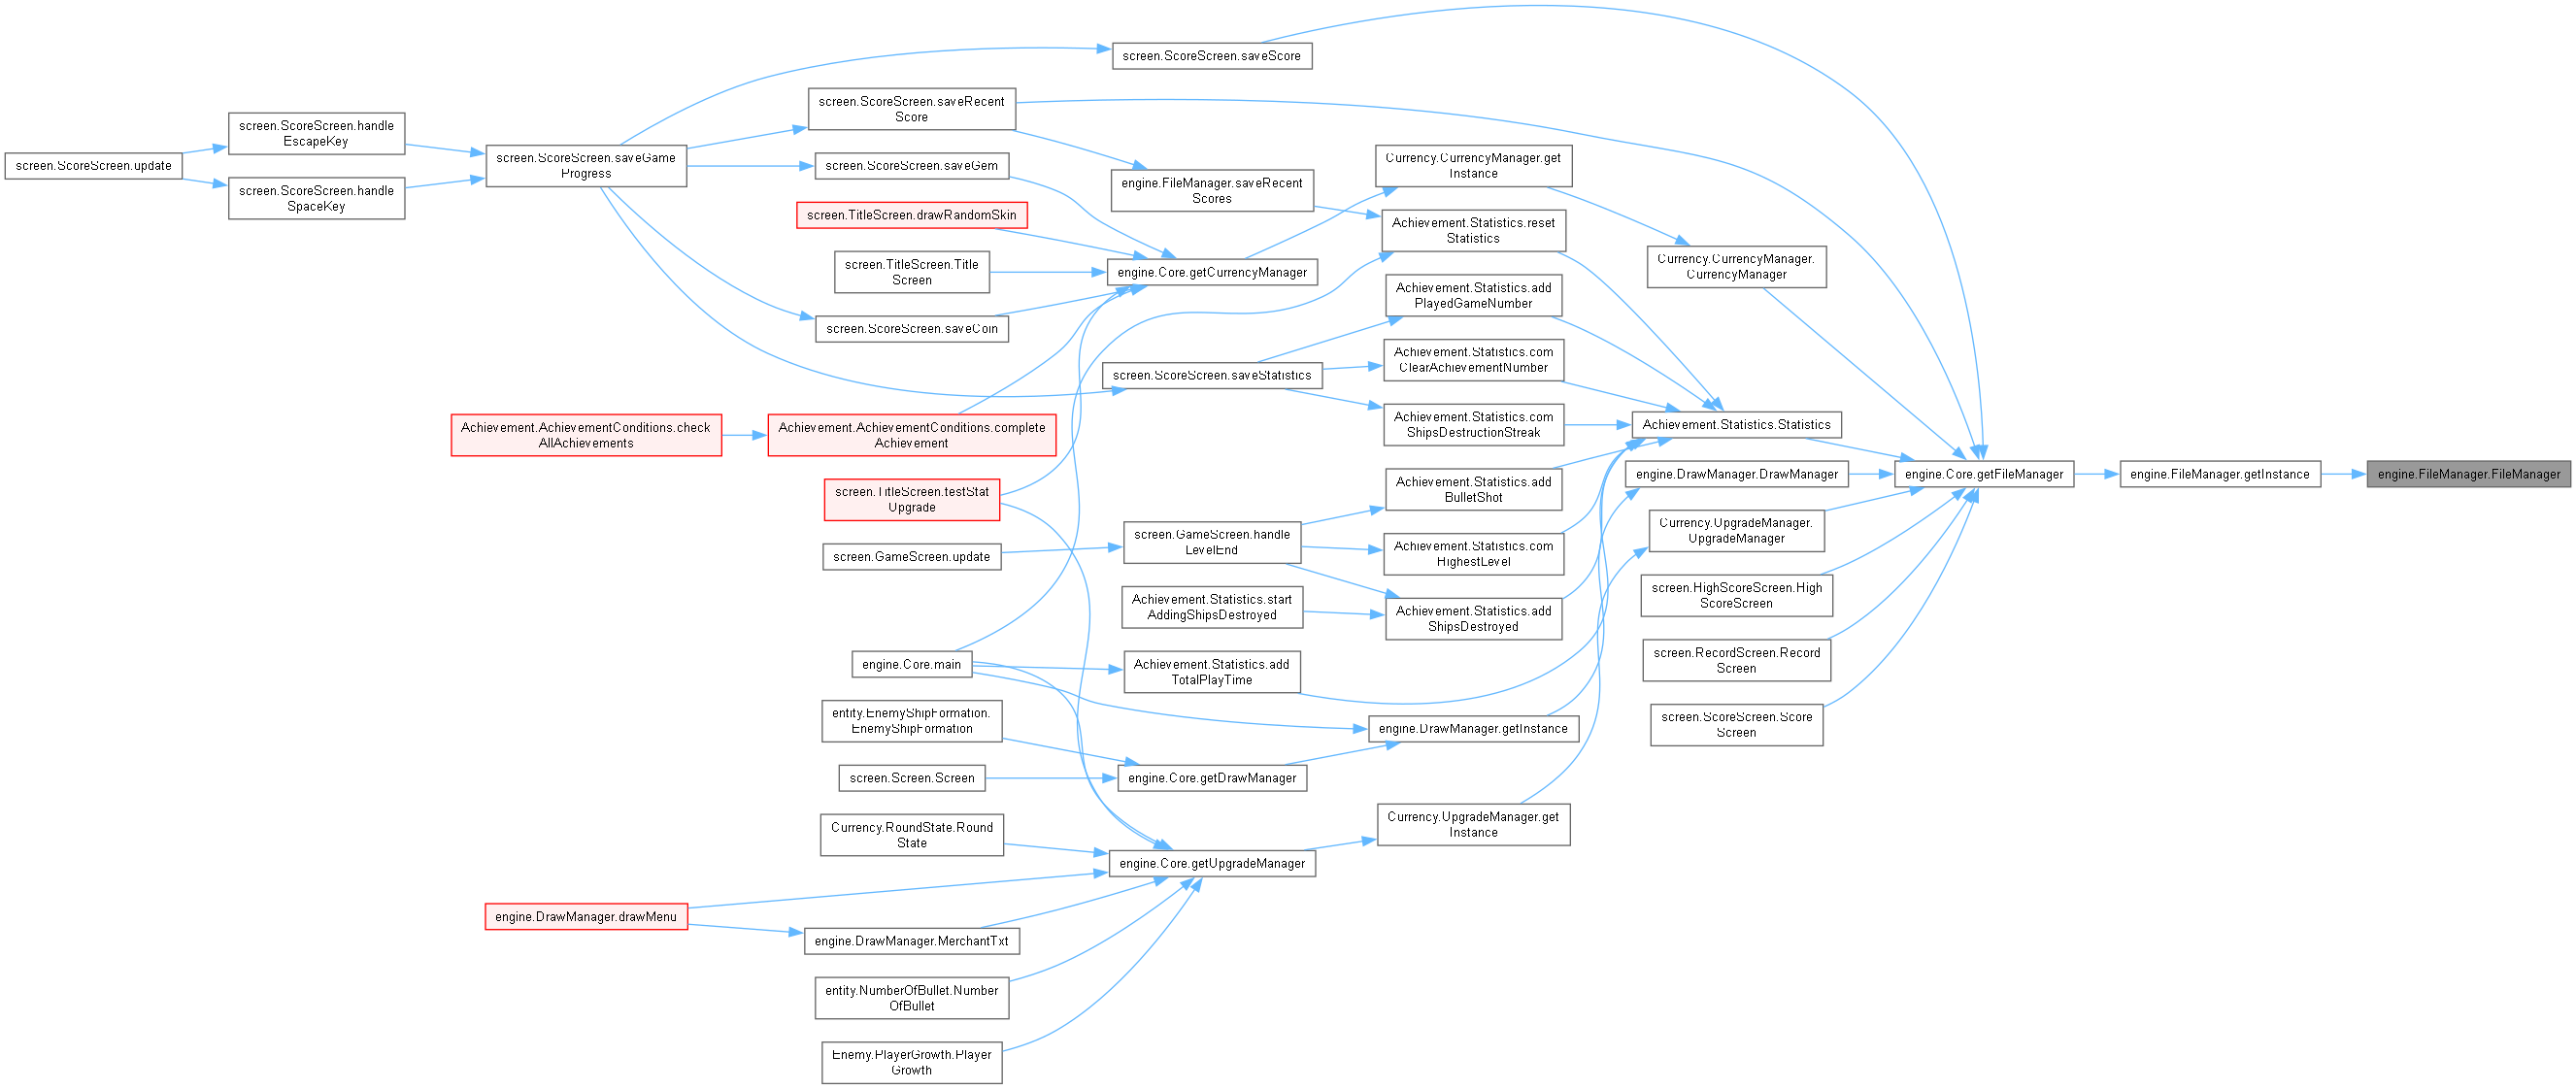 screen.ScoreScreen.update
screen.ScoreScreen.handle
EscapeKey
screen.ScoreScreen.handle
SpaceKey
screen.ScoreScreen.saveGame
Progress
Achievement.AchievementConditions.check
AllAchievements
engine.DrawManager.drawMenu
screen.ScoreScreen.saveRecent
Score
screen.ScoreScreen.saveGem
screen.TitleScreen.drawRandomSkin
screen.TitleScreen.Title
Screen
screen.ScoreScreen.saveCoin
Achievement.AchievementConditions.complete
Achievement
screen.TitleScreen.testStat
Upgrade
screen.GameScreen.update
engine.Core.main
entity.EnemyShipFormation.
EnemyShipFormation
screen.Screen.Screen
Currency.RoundState.Round
State
engine.DrawManager.MerchantTxt
entity.NumberOfBullet.Number
OfBullet
Enemy.PlayerGrowth.Player
Growth
screen.ScoreScreen.saveScore
engine.FileManager.saveRecent
Scores
engine.Core.getCurrencyManager
screen.ScoreScreen.saveStatistics
screen.GameScreen.handle
LevelEnd
Achievement.Statistics.start
AddingShipsDestroyed
Achievement.Statistics.add
TotalPlayTime
engine.Core.getDrawManager
engine.Core.getUpgradeManager
Currency.CurrencyManager.get
Instance
Achievement.Statistics.reset
Statistics
Achievement.Statistics.add
PlayedGameNumber
Achievement.Statistics.com
ClearAchievementNumber
Achievement.Statistics.com
ShipsDestructionStreak
Achievement.Statistics.add
BulletShot
Achievement.Statistics.com
HighestLevel
Achievement.Statistics.add
ShipsDestroyed
engine.DrawManager.getInstance
Currency.UpgradeManager.get
Instance
Currency.CurrencyManager.
CurrencyManager
Achievement.Statistics.Statistics
engine.DrawManager.DrawManager
Currency.UpgradeManager.
UpgradeManager
screen.HighScoreScreen.High
ScoreScreen
screen.RecordScreen.Record
Screen
screen.ScoreScreen.Score
Screen
engine.Core.getFileManager
engine.FileManager.getInstance
engine.FileManager.FileManager